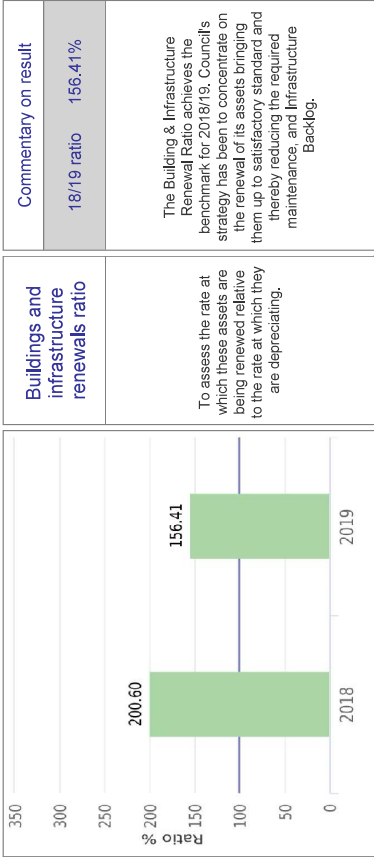 350
300
250
200
150
100
50
0
Ratio %
200.60
156.41
2018
2019
Buildings and
infrastructure
renewals ratio
To assess the rate at
which these assets are
being renewed relative
to the rate at which they
are depreciating.
Commentary on result
18/19 ratio 156.41%
The Building & Infrastructure
Renewal Ratio achieves the
benchmark for 2018/19. Council's
strategy has been to concentrate on
the renewal of its assets bringing
them up to satisfactory standard and
thereby reducing the required
maintenance, and Infrastructure
Backlog.